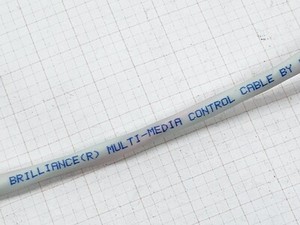 BRILLIANCE(R) MULTI-MEDIA CONTROL CABLE BY